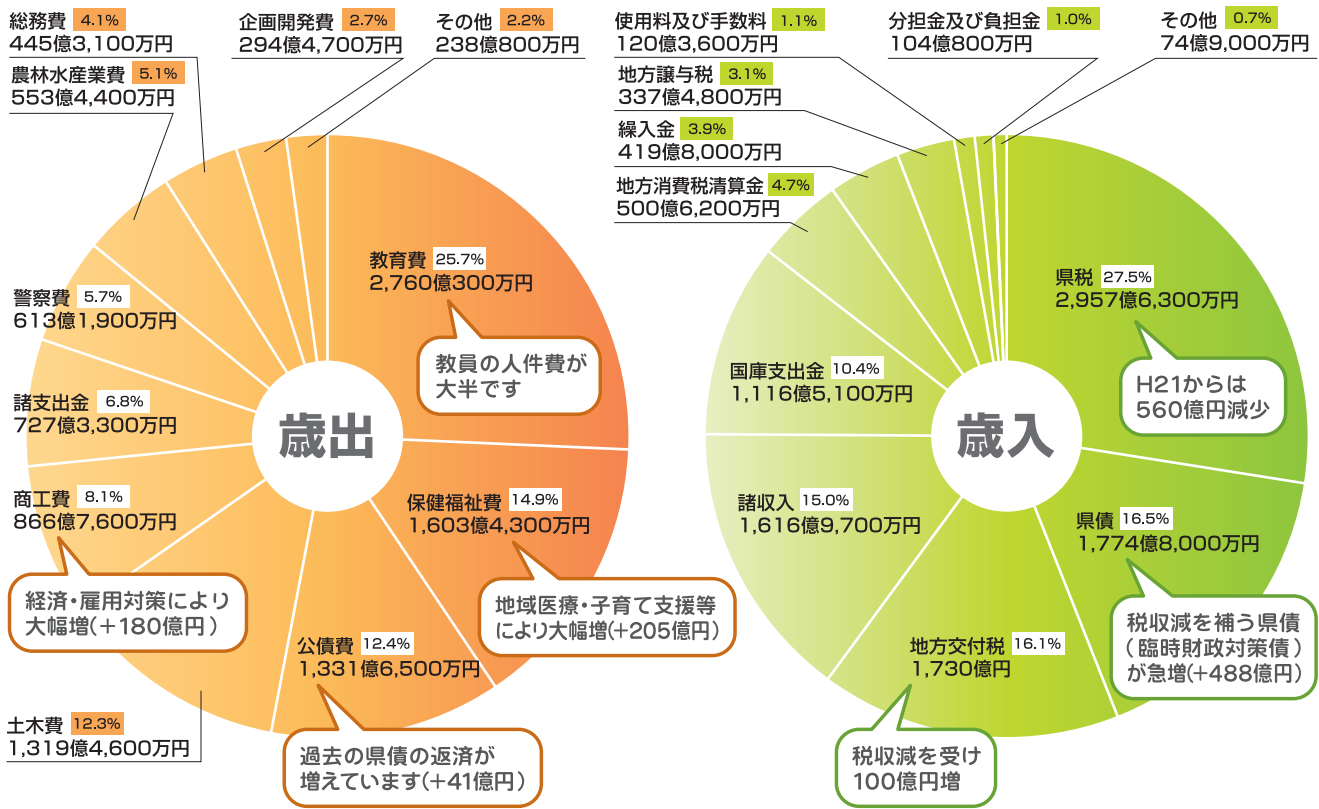 総務費 4.1%
445億3,100万円
企画開発費 2.7%
294億4,700万円
その他 2.2%
238億800万円
農林水産業費 5.1%
553億4,400万円
教育費 25.7%
2,760億300万円
教員の人件費が
大半です
警察費 5.7%
613億1,900万円
諸支出金 6.8%
727億3,300万円
歳出
商工費 8.1%
866億7,600万円
経済・雇用対策により
大幅増(+180億円)
保健福祉費 14.9%
1,603億4,300万円
地域医療・子育て支援等
により大幅増(+205億円)
公債費 12.4%
1,331億6,500万円
過去の県債の返済が
増えています(+41億円)
土木費 12.3%
1,319億4,600万円
使用料及び手数料 1.1%
120億3,600万円
分担金及び負担金 1.0%
104億800万円
その他 0.7%
74億9,000万円
地方譲与税 3.1%
337億4,800万円
繰入金 3.9%
419億8,000万円
地方消費税清算金 4.7%
500億6,200万円
県税 27.5%
2,957億6,300万円
H21からは
560億円減少
国庫支出金 10.4%
1,116億5,100万円
歳入
諸収入 15.0%
1,616億9,700万円
県債 16.5%
1,774億8,000万円
税収減を補う県債
(臨時財政対策債)
が急増(+488億円)
地方交付税 16.1%
1,730億円
税収減を受け
100億円増